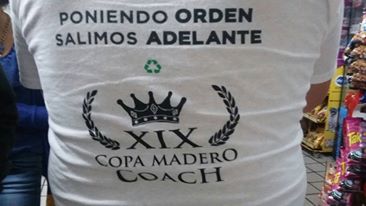 PONIENDO ORDEN
SALIMOS ADELANTE
XIX
COPA MADERO
COACH